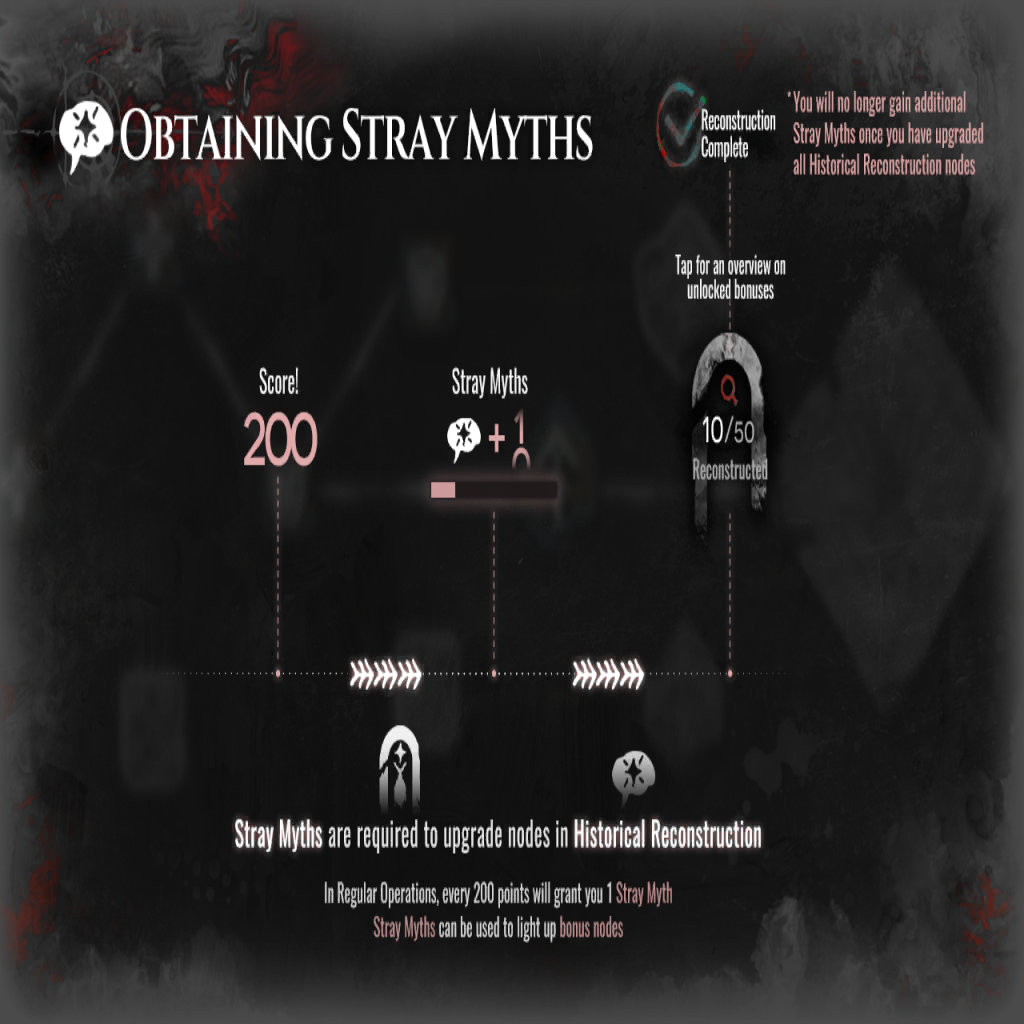 OBTAINING STRAY MYTHS
Reconstruction
Complete
*You will no longer gain additional
Stray Myths once you have upgraded
all Historical Reconstruction nodes
Tap for an overview on
unlocked bonuses
Score!
200
Stray Myths
+ 1
0
10/50
Reconstructed
Stray Myths are required to upgrade nodes in Historical Reconstruction
In Regular Operations, every 200 points will grant you 1 Stray Myth
Stray Myths can be used to light up bonus nodes